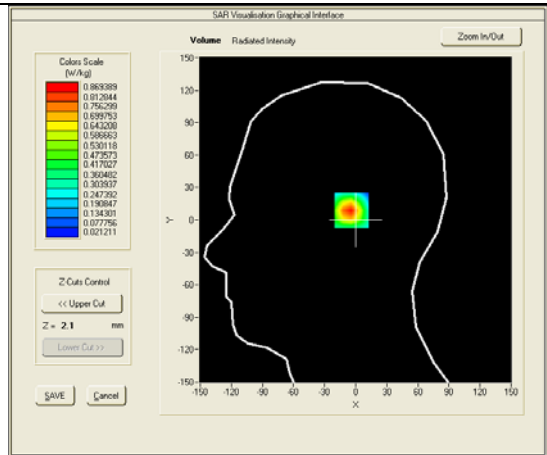 SAR Visualisation Graphical Interface
Volume Radiated Intensity
Zoom In/Out
Colors Scale
(W/kg)
0.869389
0.812844
0.756299
0.699753
0.643208
0.586663
0.530118
0.473573
0.417027
0.360482
0.303937
0.247392
0.190847
0.134301
0.077756
0.021211
Z-Cuts Control
<< Upper Cut
Z = 2.1 mm
Lower Cut >>
SAVE Cancel
150-
120-
90-
60-
30-
Y 0-
-30-
-60-
-90-
-120-
-150-
-150 -120 -90 -60 -30 0 30 60 90 120 150
X